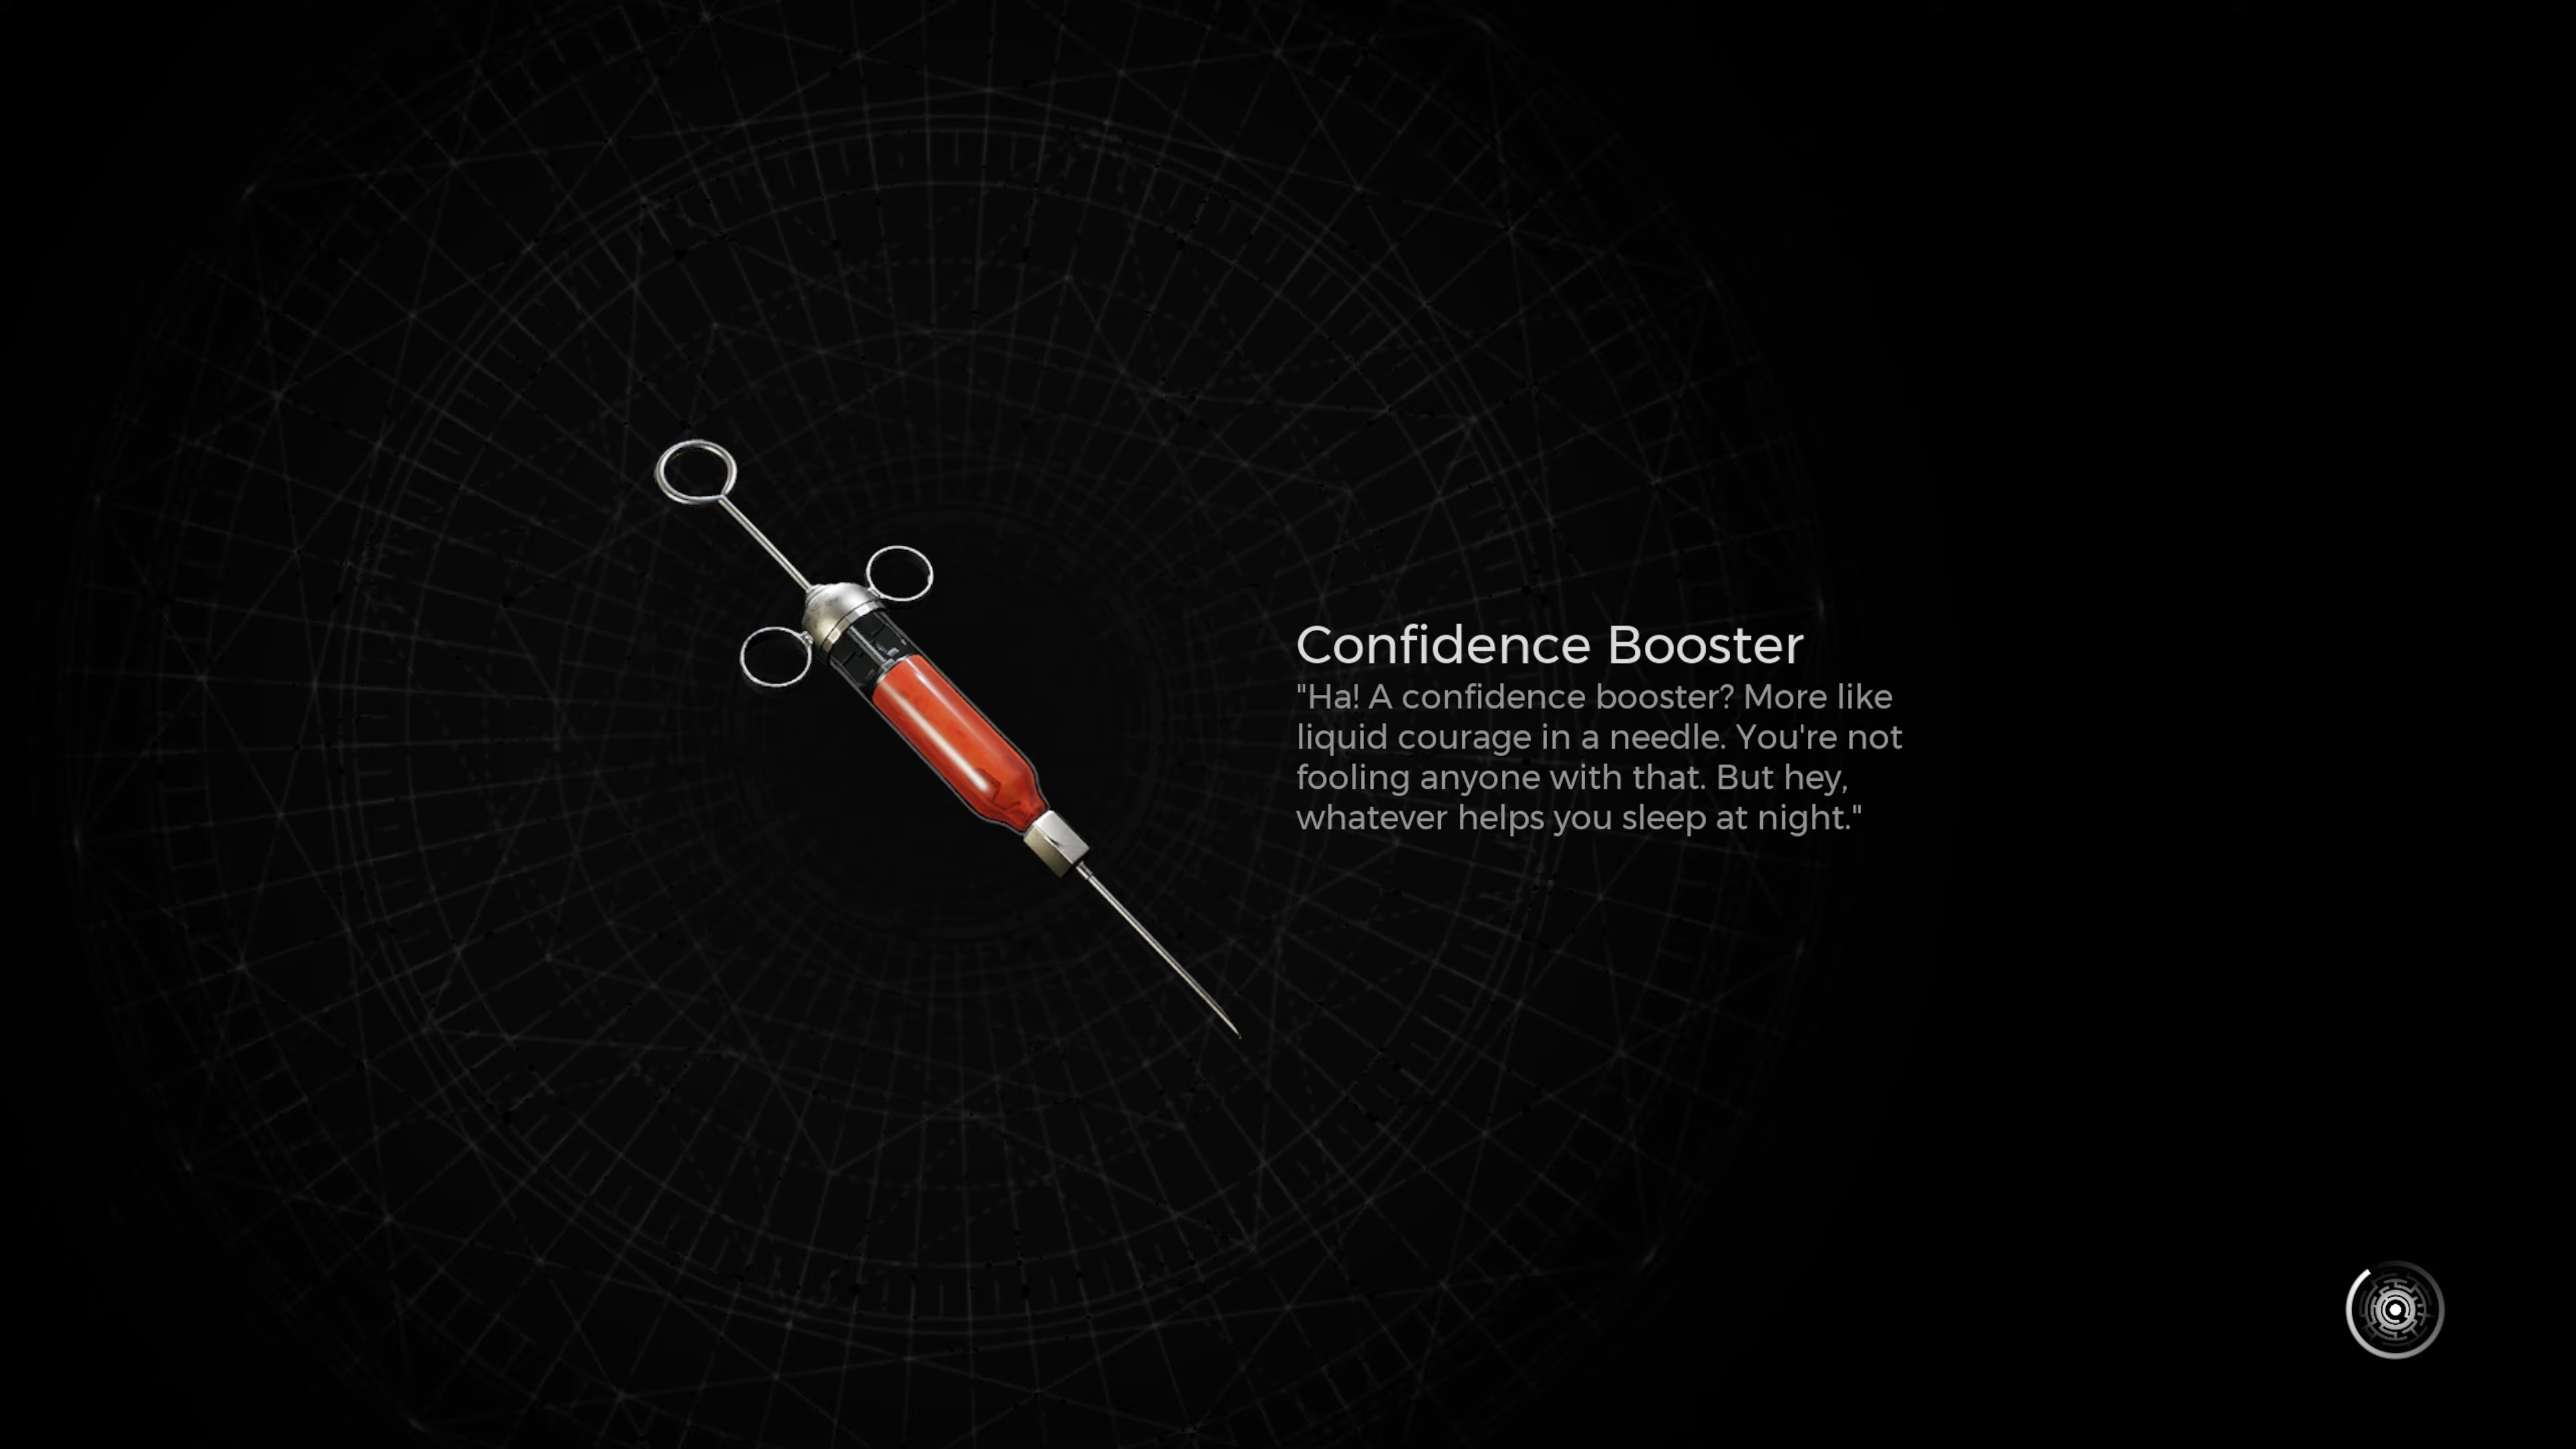 Confidence Booster
"Ha! A confidence booster? More like
liquid courage in a needle. You're not
fooling anyone with that. But hey,
whatever helps you sleep at night."